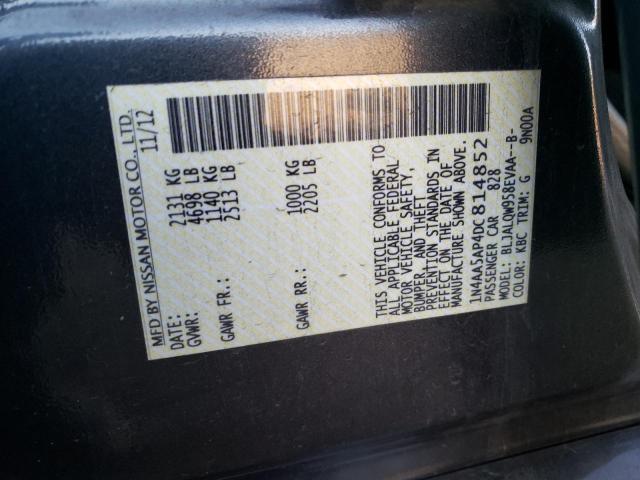 MFD BY NISSAN MOTOR CO., LTD.
DATE: 11/12
GVWR: 2131 KG
4698 LB
GAWR FR.: 1140 KG
2513 LB
GAWR RR.: 1000 KG
2205 LB
THIS VEHICLE CONFORMS TO
ALL APPLICABLE FEDERAL
MOTOR VEHICLE SAFETY,
BUMPER, AND THEFT
PREVENTION STANDARDS IN
EFFECT ON THE DATE OF
MANUFACTURE SHOWN ABOVE.
1N4AA5AP4DC814852
PASSENGER CAR 828
MODEL: BLJALQW958EVAA--B-
COLOR: KBC TRIM: G 9N00A